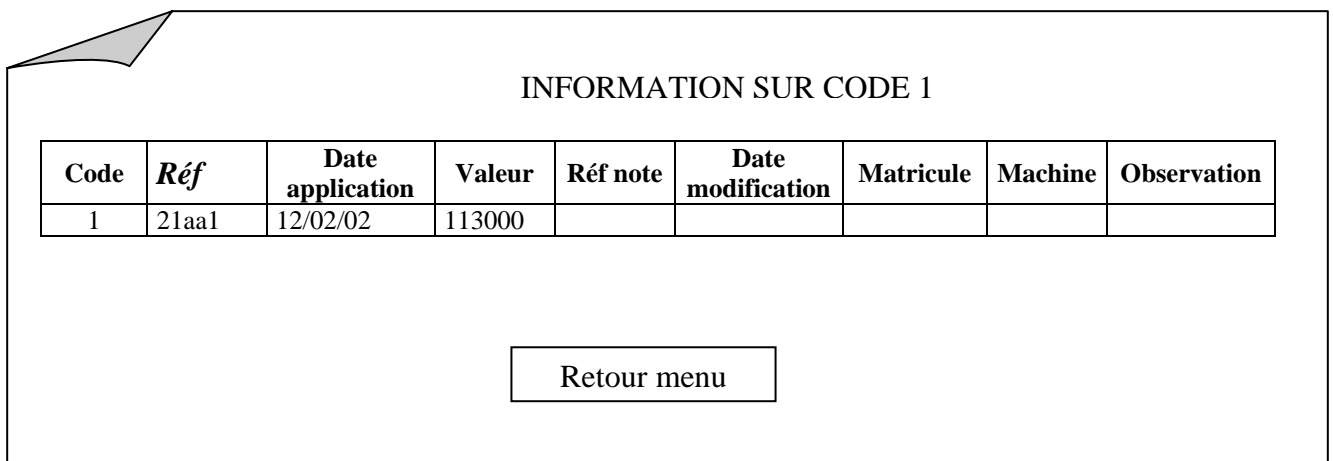 INFORMATION SUR CODE 1
Code Réf Date application Valeur Réf note Date modification Matricule Machine Observation
1 21aa1 12/02/02 113000
Retour menu